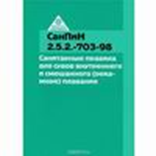 СанПиН
2.5.2.-703-98
Санитарные правила
для судов внутреннего
и смешанного (река-
море) плавания